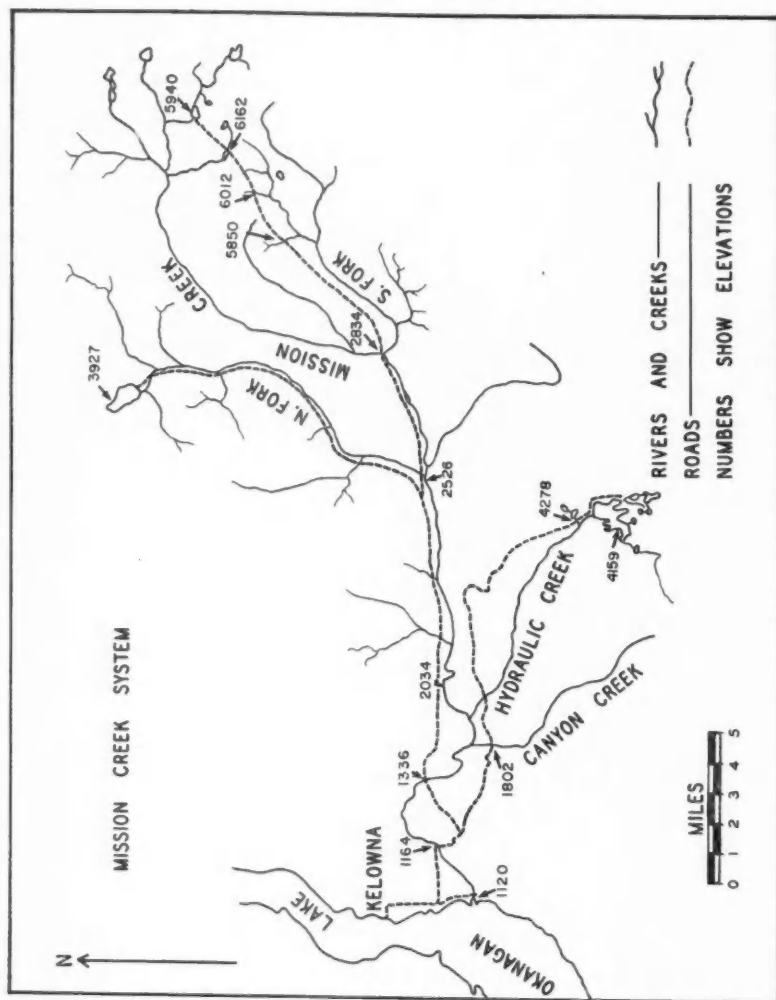 MISSION CREEK SYSTEM
N
3927
5940
6162
6012
5850
S. FORK
CREEK
MISSION
N. FORK
2834
2526
2034
1336
1164
KELOWNA
LAKE
OKANAGAN
1120
1802
HYDRAULIC CREEK
CANYON CREEK
4278
4159
MILES
0 1 2 3 4 5
RIVERS AND CREEKS
ROADS
NUMBERS SHOW ELEVATIONS